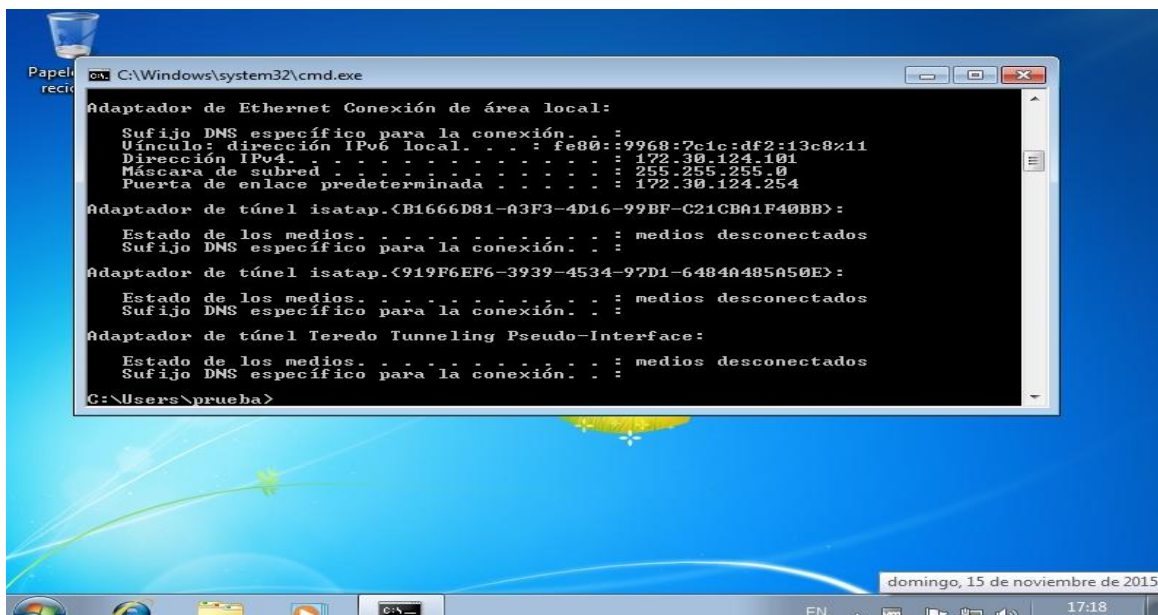 Papel
recic
C:\Windows\system32\cmd.exe
Adaptador de Ethernet Conexión de área local:
Sufijo DNS específico para la conexión. . :
Vínculo: dirección IPv6 local. . . : fe80::9968:7c1c:df2:13c8%11
Dirección IPv4. . . . . . . . . . . . . . : 172.30.124.101
Máscara de subred . . . . . . . . . . . . : 255.255.255.0
Puerta de enlace predeterminada . . . . . : 172.30.124.254
Adaptador de túnel isatap.{B1666D81-A3F3-4D16-99BF-C21CBA1F40BB}:
Estado de los medios. . . . . . . . . . . : medios desconectados
Sufijo DNS específico para la conexión. . :
Adaptador de túnel isatap.{919F6EF6-3939-4534-97D1-6484A485A50E}:
Estado de los medios. . . . . . . . . . . : medios desconectados
Sufijo DNS específico para la conexión. . :
Adaptador de túnel Teredo Tunneling Pseudo-Interface:
Estado de los medios. . . . . . . . . . . : medios desconectados
Sufijo DNS específico para la conexión. . :
C:\Users\prueba>
domingo, 15 de noviembre de 2015
EN
17:18